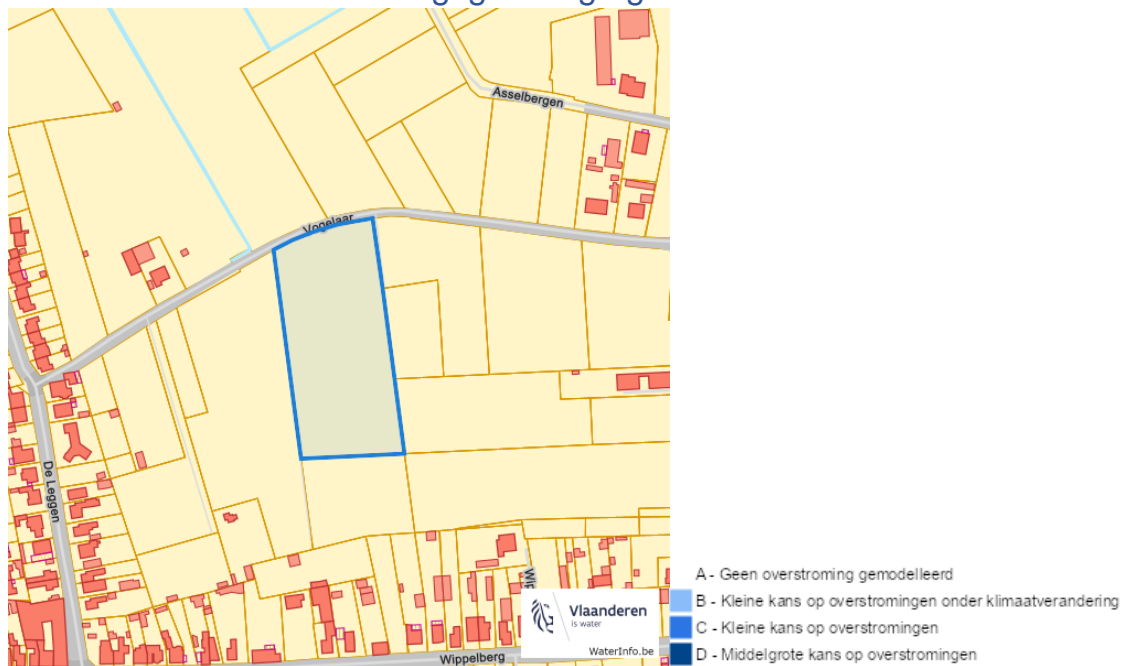 Asselbergen
Vogelaar
De Leggen
Vlaanderen
is water
WaterInfo.be
Wippelberg
A - Geen overstroming gemodelleerd
B - Kleine kans op overstromingen onder klimaatverandering
C - Kleine kans op overstromingen
D - Middelgrote kans op overstromingen